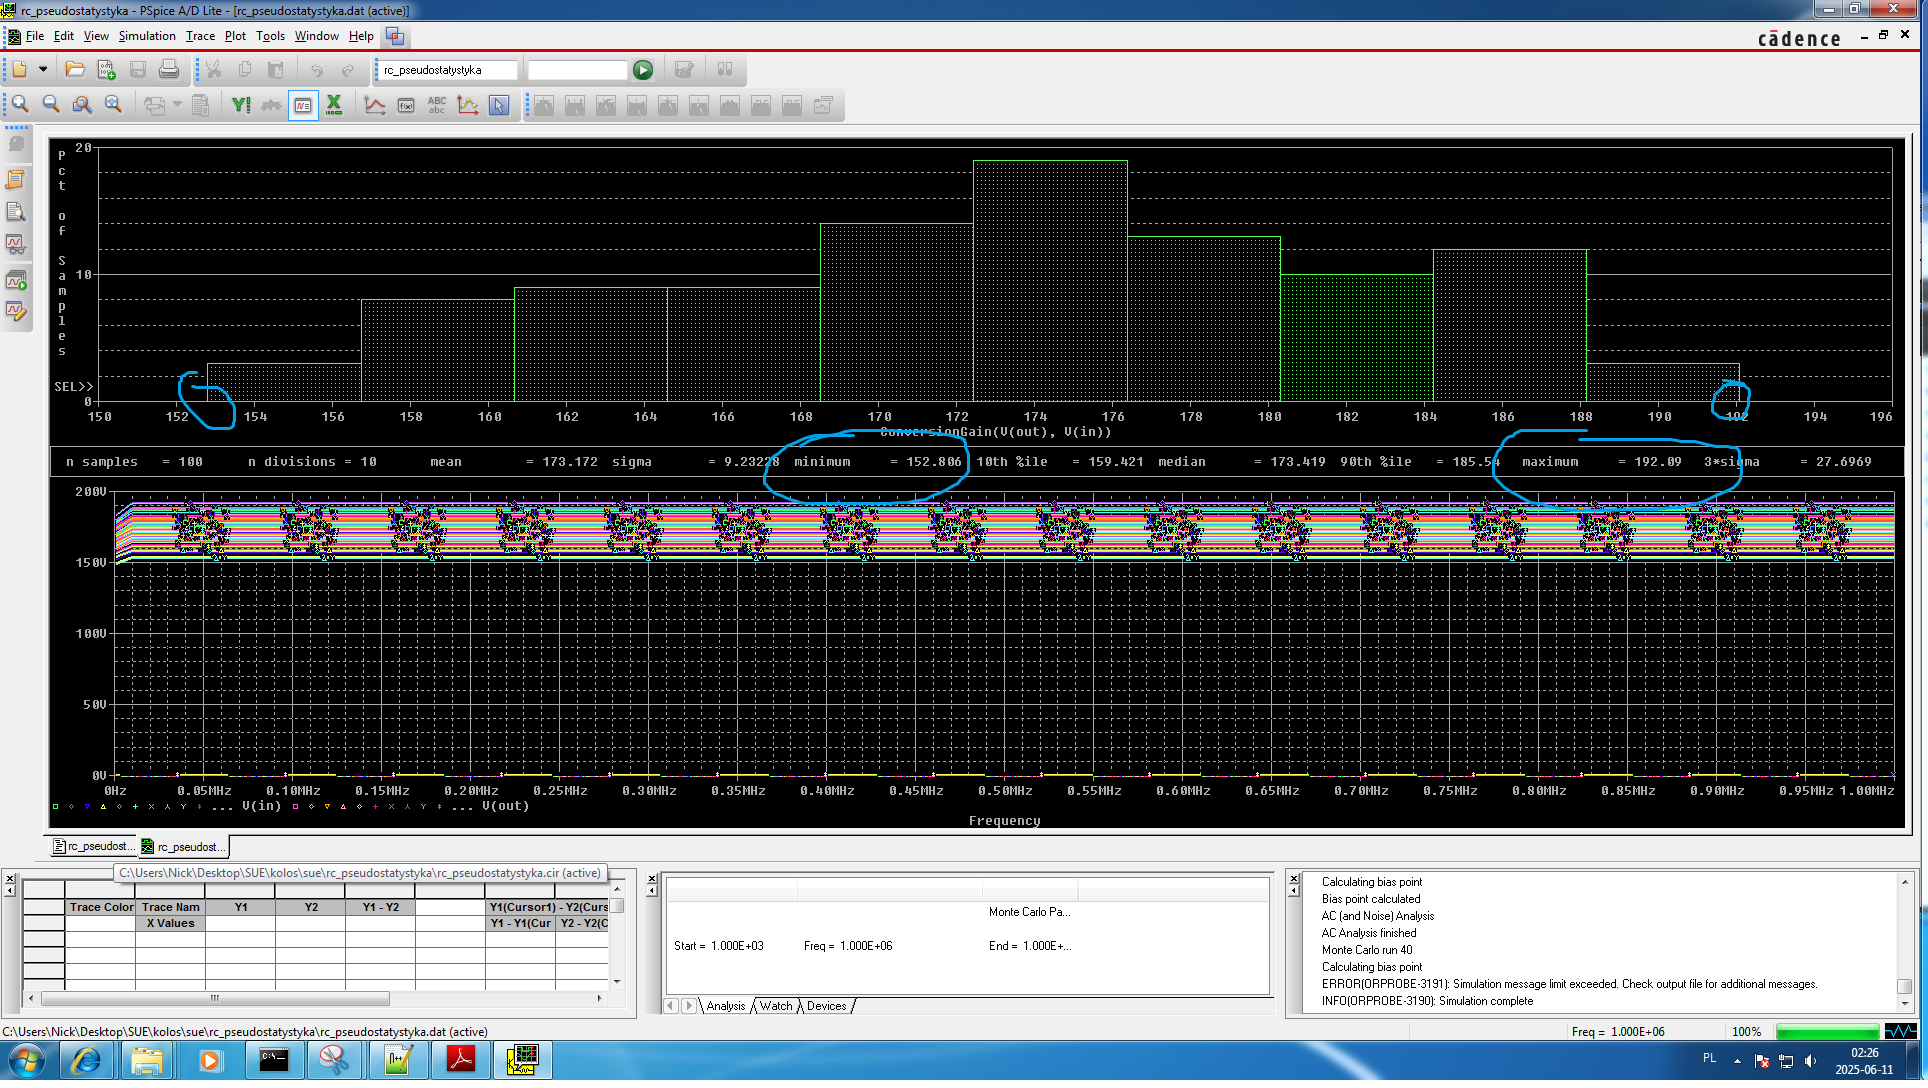 rc_pseudostatystyka - PSpice A/D Lite - [rc_pseudostatystyka.dat (active)]
File Edit View Simulation Trace Plot Tools Window Help
cādence
rc_pseudostatystyka
Pct of Samples
20
10
SEL>>
0
150 152 154 156 158 160 162 164 166 168 170 172 174 176 178 180 182 184 186 188 190 192 194 196
ConversionGain(V(out), V(in))
n samples = 100 n divisions = 10 mean = 173.172 sigma = 9.23228 minimum = 152.806 10th %ile = 159.421 median = 173.419 90th %ile = 185.54 maximum = 192.09 3*sigma = 27.6969
200V
150V
100V
50V
0V
0Hz 0.05MHz 0.10MHz 0.15MHz 0.20MHz 0.25MHz 0.30MHz 0.35MHz 0.40MHz 0.45MHz 0.50MHz 0.55MHz 0.60MHz 0.65MHz 0.70MHz 0.75MHz 0.80MHz 0.85MHz 0.90MHz 0.95MHz 1.00MHz
... V(in) ... V(out)
Frequency
rc_pseudost... rc_pseudost...
C:\Users\Nick\Desktop\SUE\kolos\sue\rc_pseudostatystyka\rc_pseudostatystyka.cir (active)
Trace Color Trace Nam Y1 Y2 Y1 - Y2 Y1(Cursor1) - Y2(Curs
X Values Y1 - Y1(Cur Y2 - Y2(C
Monte Carlo Pa...
Start = 1.000E+03 Freq = 1.000E+06 End = 1.000E+...
Analysis Watch Devices
Calculating bias point
Bias point calculated
AC (and Noise) Analysis
AC Analysis finished
Monte Carlo run 40
Calculating bias point
ERROR(ORPROBE-3191): Simulation message limit exceeded. Check output file for additional messages.
INFO(ORPROBE-3190): Simulation complete
C:\Users\Nick\Desktop\SUE\kolos\sue\rc_pseudostatystyka\rc_pseudostatystyka.dat (active)
Freq = 1.000E+06 100%
PL
02:26
2025-06-11